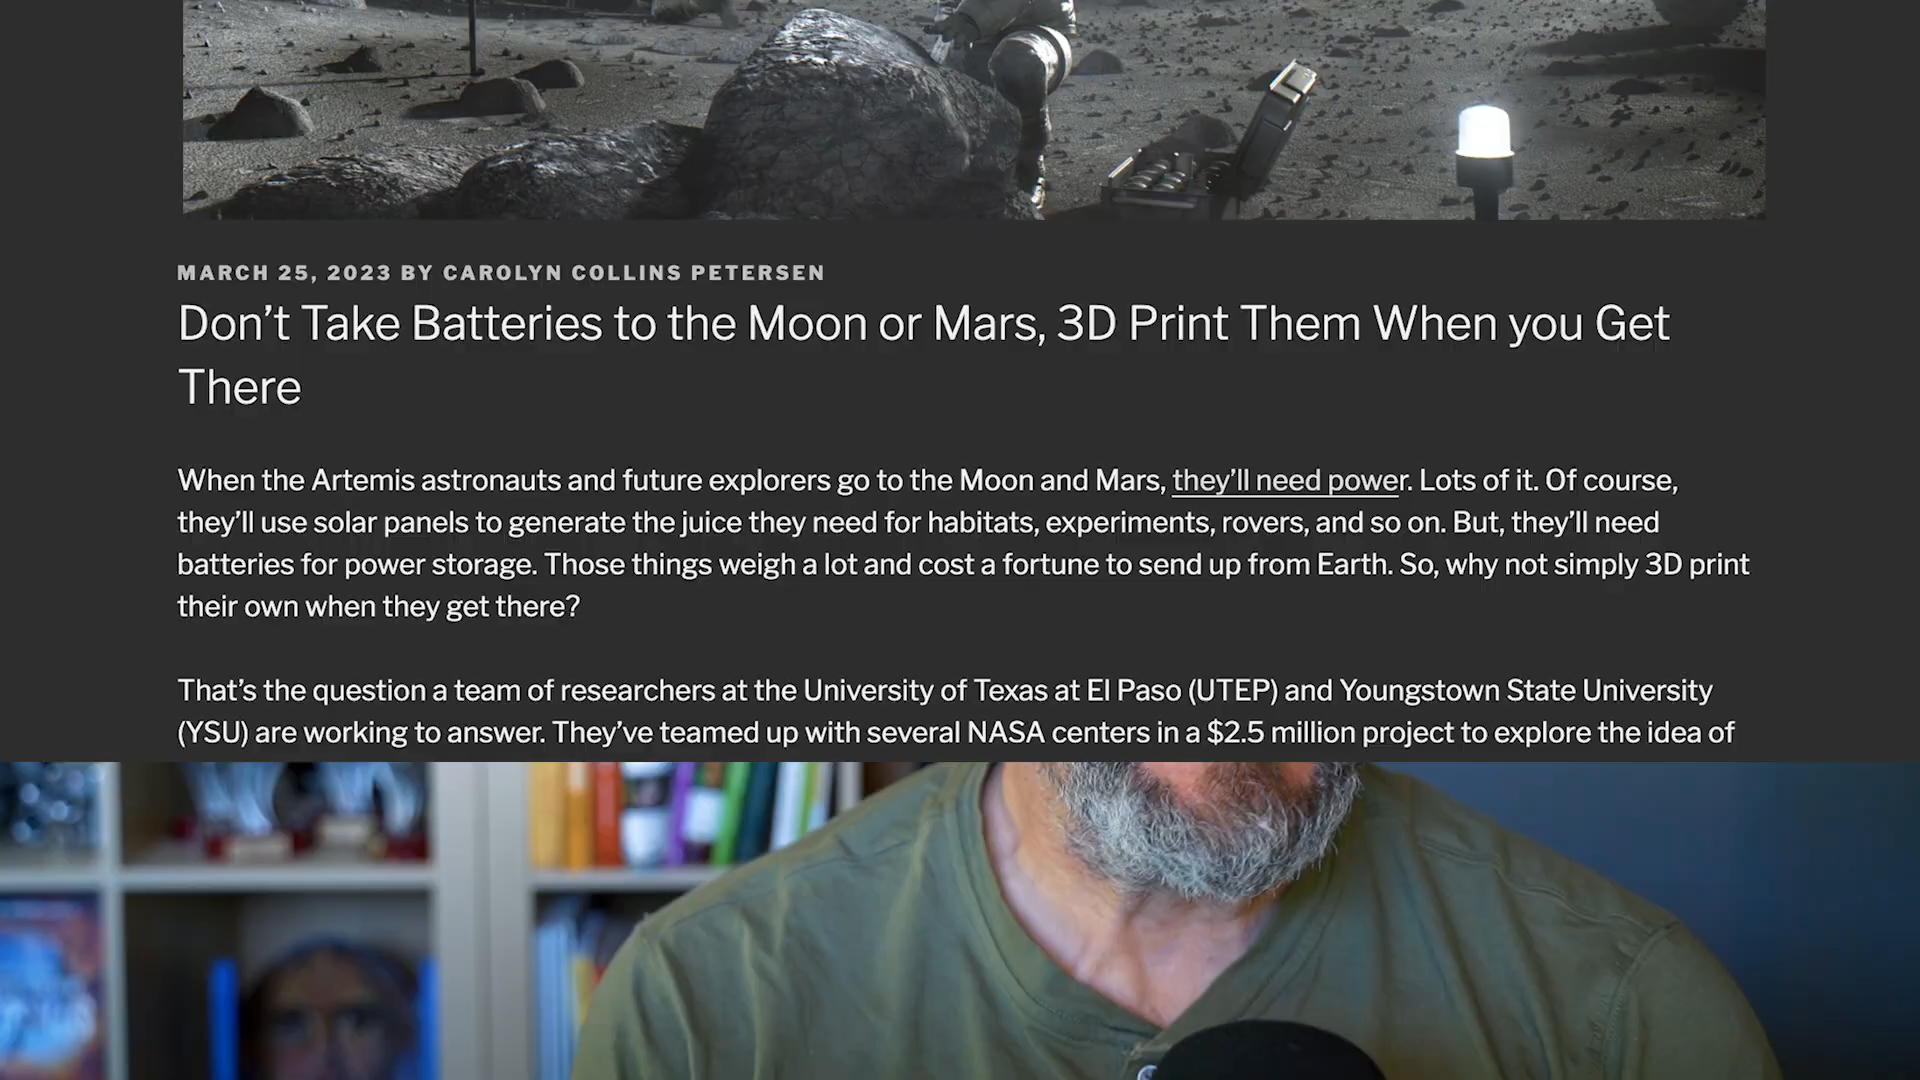 MARCH 25, 2023 BY CAROLYN COLLINS PETERSEN
Don’t Take Batteries to the Moon or Mars, 3D Print Them When you Get
There
When the Artemis astronauts and future explorers go to the Moon and Mars, they’ll need power. Lots of it. Of course,
they’ll use solar panels to generate the juice they need for habitats, experiments, rovers, and so on. But, they’ll need
batteries for power storage. Those things weigh a lot and cost a fortune to send up from Earth. So, why not simply 3D print
their own when they get there?
That’s the question a team of researchers at the University of Texas at El Paso (UTEP) and Youngstown State University
(YSU) are working to answer. They’ve teamed up with several NASA centers in a $2.5 million project to explore the idea of